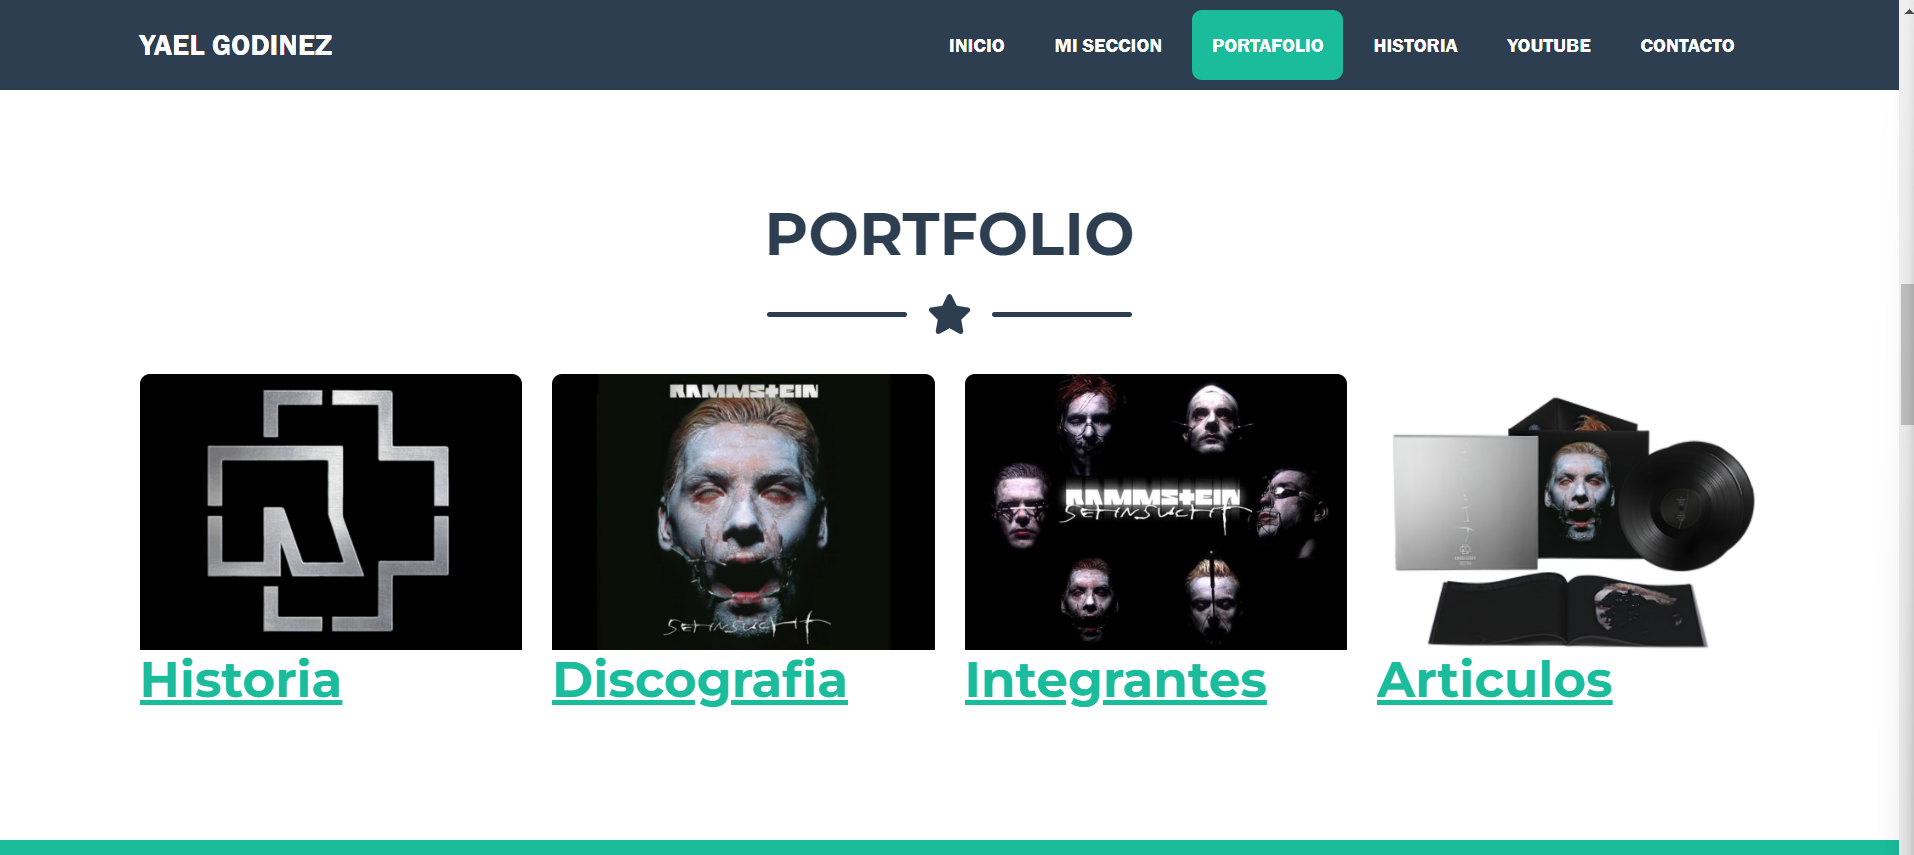 YAEL GODINEZ
INICIO
MI SECCION
PORTAFOLIO
HISTORIA
YOUTUBE
CONTACTO
PORTFOLIO
RAMMSTEIN
SEHNSUCHT
RAMMSTEIN
SEHNSUCHT
Historia
Discografia
Integrantes
Articulos